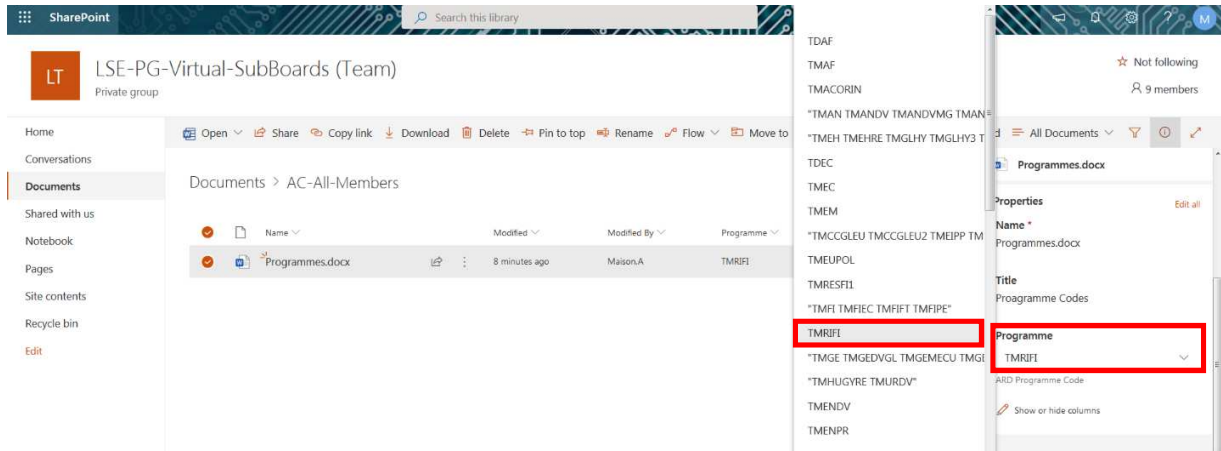 SharePoint
Search this library
M
LT
LSE-PG-Virtual-SubBoards (Team)
Private group
Not following
9 members
Home
Conversations
Documents
Shared with us
Notebook
Pages
Site contents
Recycle bin
Edit
Open Share Copy link Download Delete Pin to top Rename Flow Move to
d All Documents
Documents > AC-All-Members
Name Modified Modified By Programme
Programmes.docx 8 minutes ago Maison.A TMRIFI
TDAF
TMAF
TMACORIN
"TMAN TMANDV TMANDVMG TMAN
"TMEH TMEHRE TMGLHY TMGLHY3 T
TDEC
TMEC
TMEM
"TMCCGLEU TMCCGLEU2 TMEIPP TM
TMEUPOL
TMRESFI1
"TMFI TMFIEC TMFIFT TMFIPE"
TMRIFI
"TMGE TMGEDVGL TMGEMECU TMGE
"TMHUGYRE TMURDV"
TMENDV
TMENPR
Programmes.docx
Properties Edit all
Name *
Programmes.docx
Title
Proagramme Codes
Programme
TMRIFI
ARD Programme Code
Show or hide columns